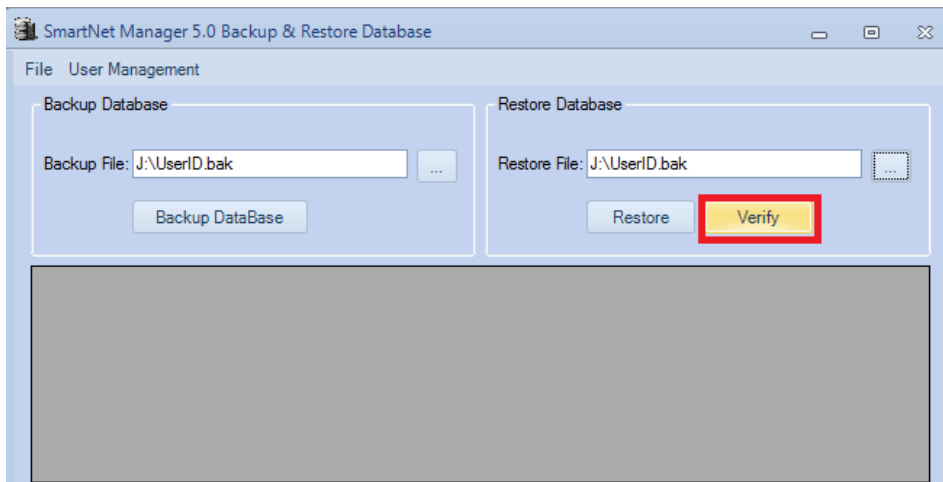 SmartNet Manager 5.0 Backup & Restore Database
File User Management
Backup Database
Backup File: J:\UserID.bak ...
Backup DataBase
Restore Database
Restore File: J:\UserID.bak ...
Restore Verify